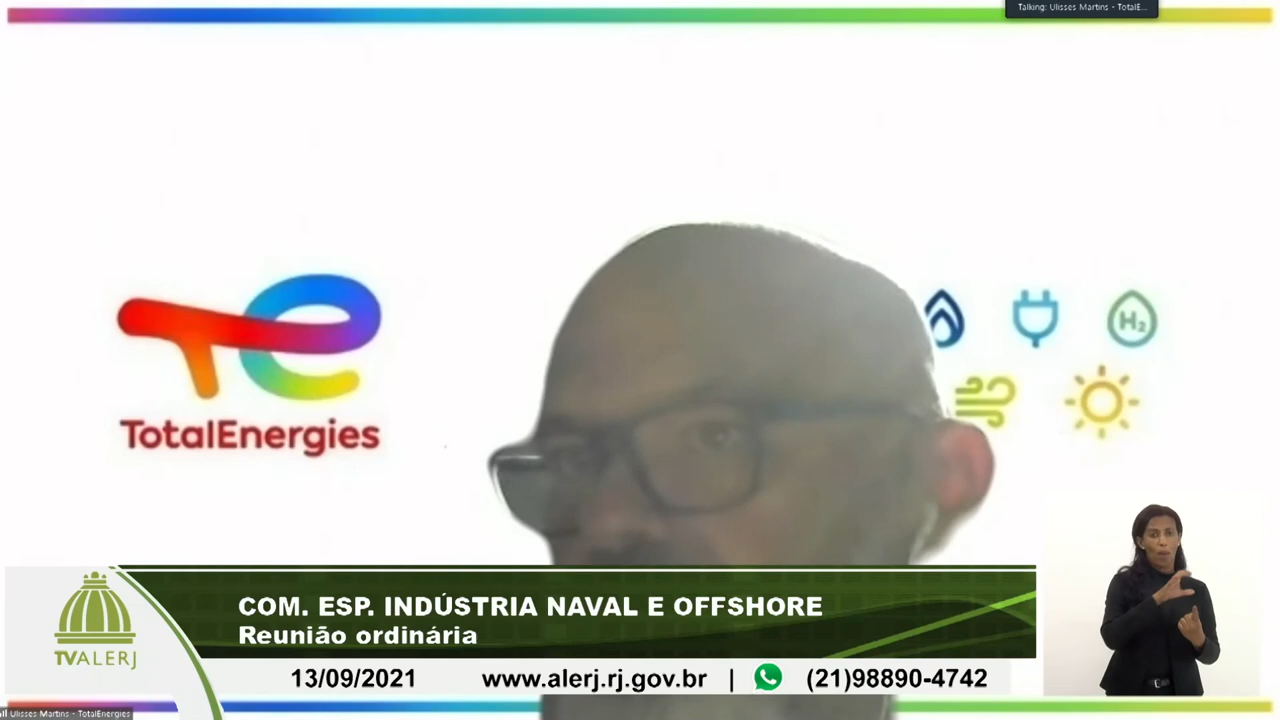 Talking: Ulisses Martins - TotalE...
TotalEnergies
H₂
COM. ESP. INDÚSTRIA NAVAL E OFFSHORE
Reunião ordinária
TVALERJ
13/09/2021 www.alerj.rj.gov.br | (21)98890-4742
Ulisses Martins - TotalEnergies